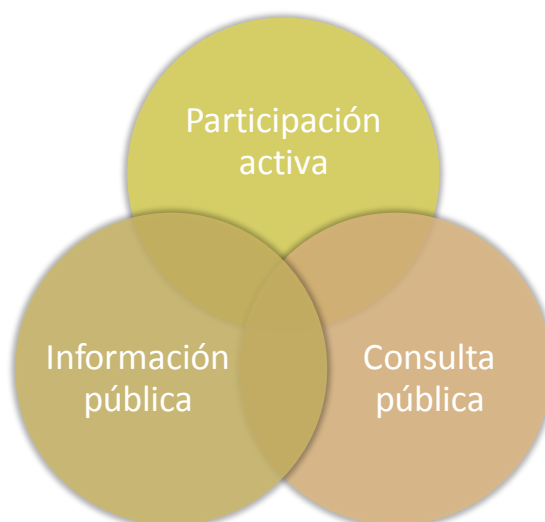 Participación
activa
Información
pública
Consulta
pública